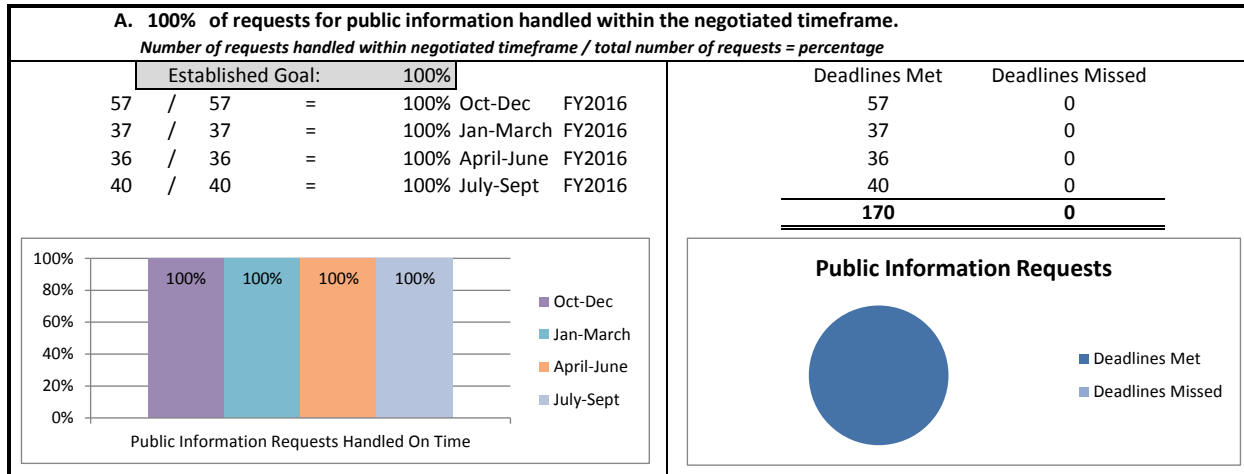 A. 100% of requests for public information handled within the negotiated timeframe.
Number of requests handled within negotiated timeframe / total number of requests = percentage
Established Goal: 100%
57 / 57 = 100% Oct-Dec FY2016
37 / 37 = 100% Jan-March FY2016
36 / 36 = 100% April-June FY2016
40 / 40 = 100% July-Sept FY2016
Deadlines Met Deadlines Missed
57 0
37 0
36 0
40 0
170 0
100%
80%
60%
40%
20%
0%
100% 100% 100% 100%
Public Information Requests Handled On Time
Oct-Dec
Jan-March
April-June
July-Sept
Public Information Requests
Deadlines Met
Deadlines Missed